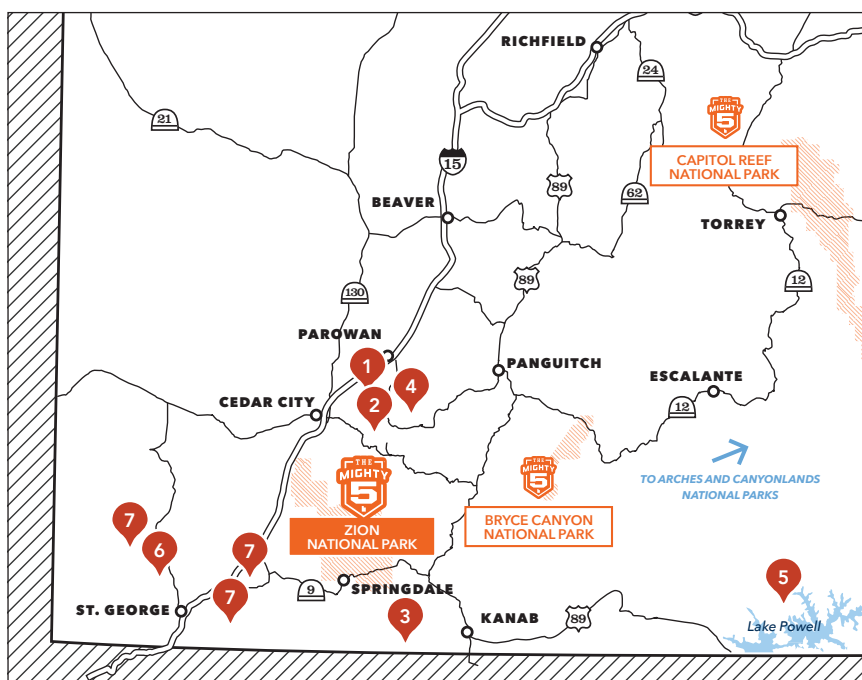 RICHFIELD
24
21
THE
MIGHTY
5
CAPITOL REEF
NATIONAL PARK
15
89
62
BEAVER
TORREY
89
12
130
PAROWAN
1
PANGUITCH
4
ESCALANTE
2
CEDAR CITY
12
THE
MIGHTY
5
THE
MIGHTY
5
TO ARCHES AND CANYONLANDS
NATIONAL PARKS
7
ZION
NATIONAL PARK
BRYCE CANYON
NATIONAL PARK
6
7
7
9
SPRINGDALE
5
ST. GEORGE
3
KANAB
89
Lake Powell